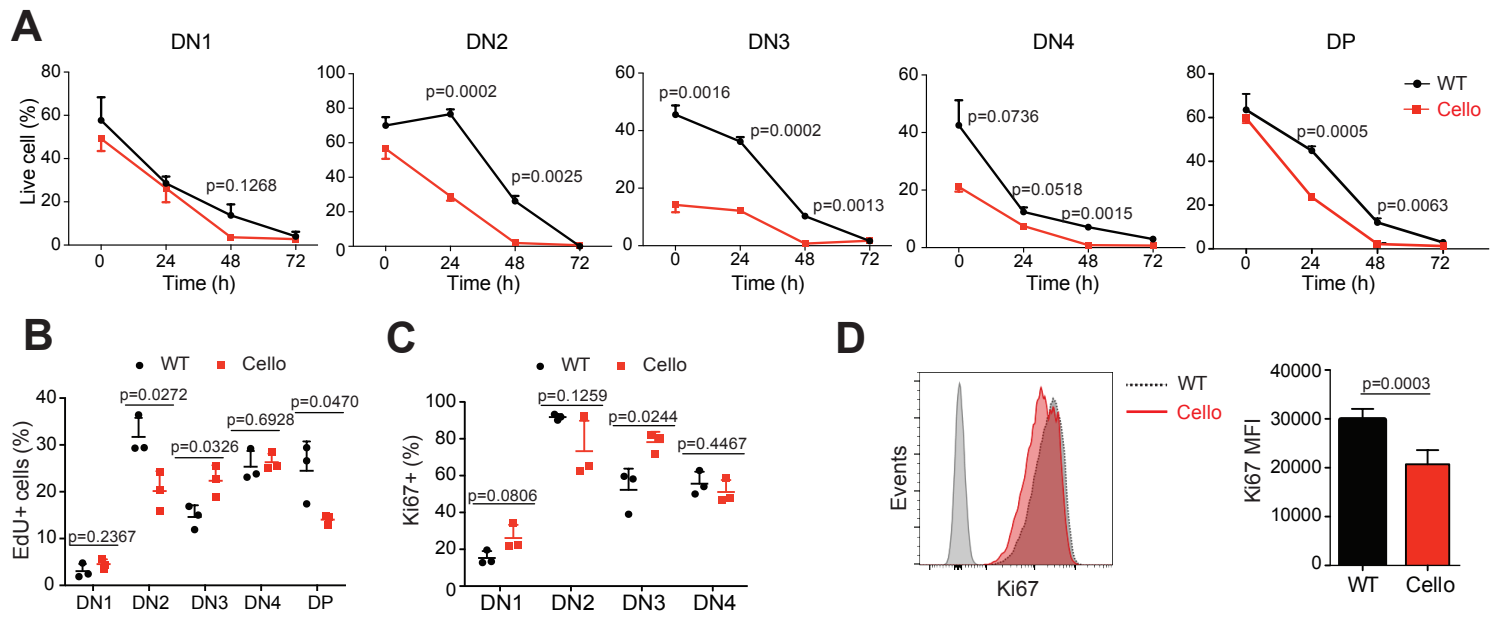 A
DN1
DN2
DN3
DN4
DP
Live cell (%)
80
60
40
20
0
0 24 48 72
Time (h)
p=0.1268
100
80
60
40
20
0
0 24 48 72
Time (h)
p=0.0002
p=0.0025
60
40
20
0
0 24 48 72
Time (h)
p=0.0016
p=0.0002
p=0.0013
60
40
20
0
0 24 48 72
Time (h)
p=0.0736
p=0.0518
p=0.0015
80
60
40
20
0
0 24 48 72
Time (h)
p=0.0005
p=0.0063
WT
Cello
B
WT Cello
EdU+ cells (%)
40
30
20
10
0
p=0.2367
p=0.0272
p=0.0326
p=0.6928
p=0.0470
DN1 DN2 DN3 DN4 DP
C
WT Cello
Ki67+ (%)
100
80
60
40
20
0
p=0.0806
p=0.1259
p=0.0244
p=0.4467
DN1 DN2 DN3 DN4
D
Events
Ki67
WT
Cello
Ki67 MFI
40000
30000
20000
10000
0
p=0.0003
WT Cello